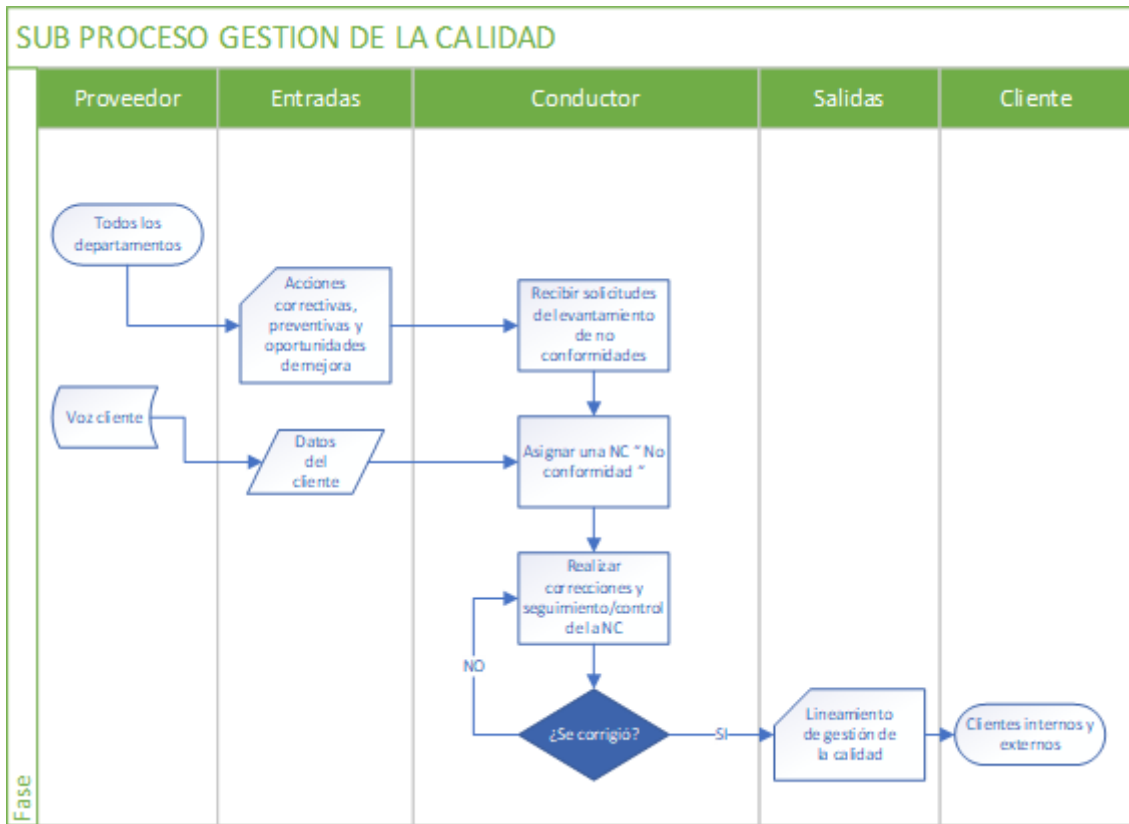 SUB PROCESO GESTION DE LA CALIDAD
Proveedor
Entradas
Conductor
Salidas
Cliente
Todos los
departamentos
Acciones
correctivas,
preventivas y
oportunidades
de mejora
Recibir solicitudes
de levantamiento
de no
conformidades
Voz cliente
Datos
del
cliente
Asignar una NC “ No
conformidad “
Realizar
correcciones y
seguimiento/control
de la NC
NO
¿Se corrigió?
SI
Lineamiento
de gestión de
la calidad
Clientes internos y
externos
Fase